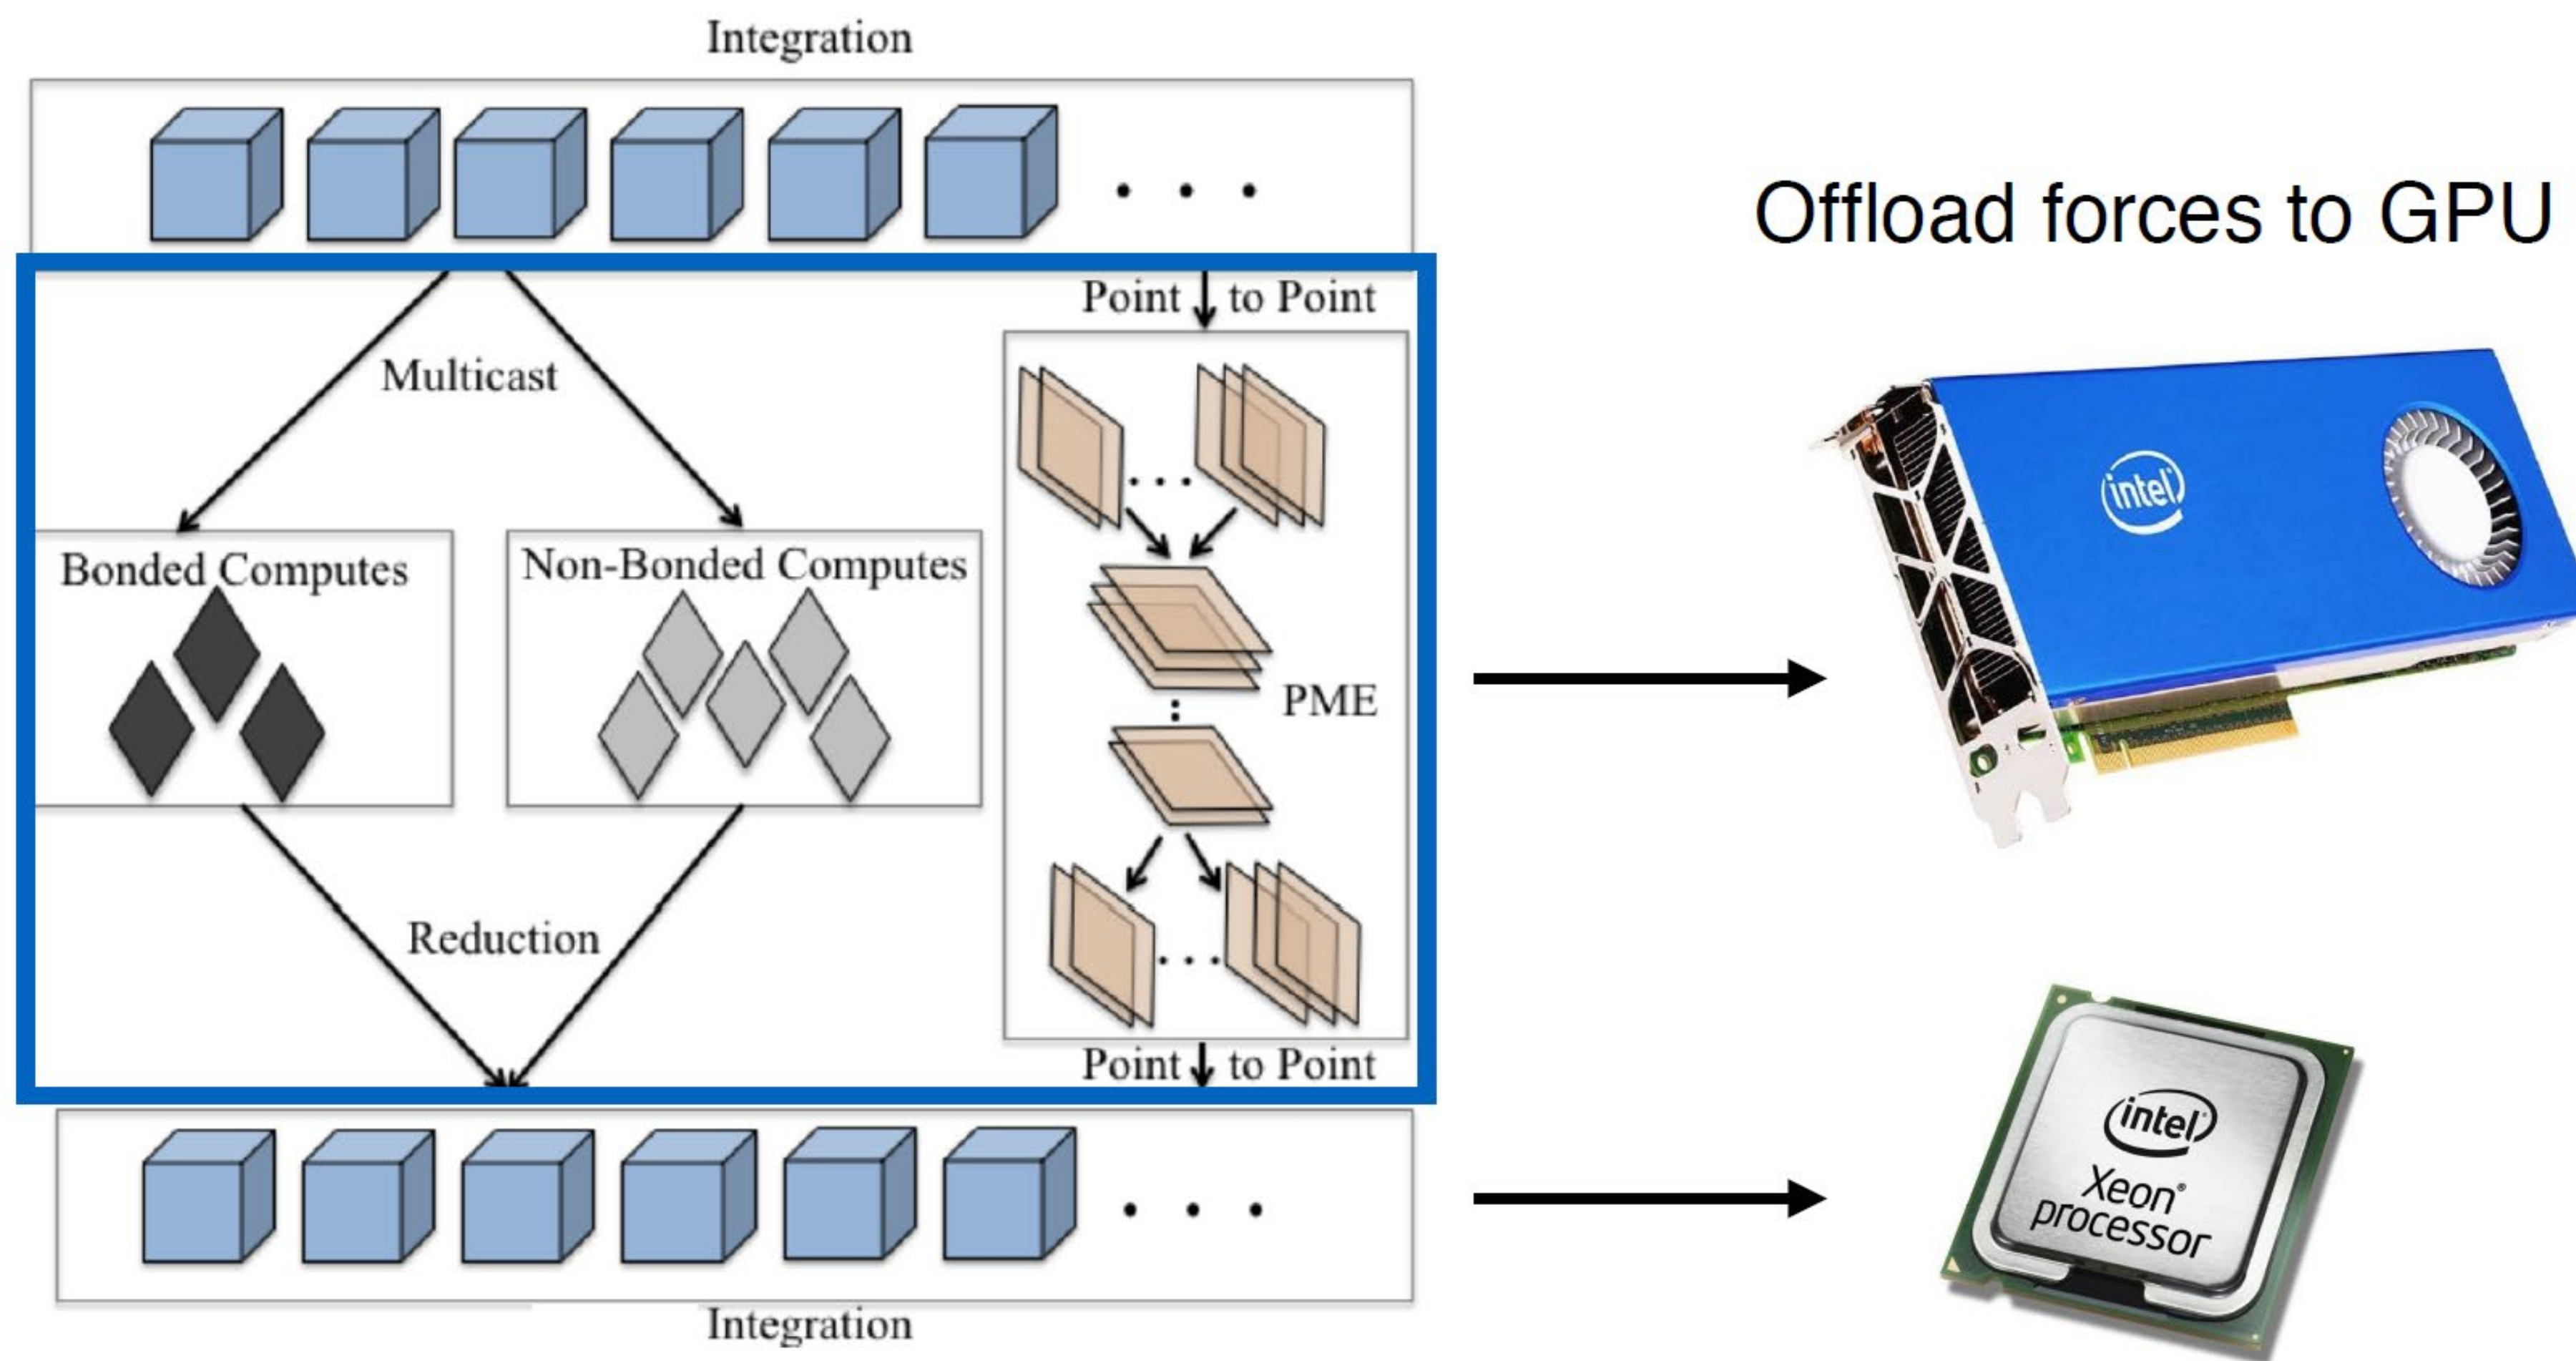 Integration
Offload forces to GPU
Point to Point
Multicast
Bonded Computes
Non-Bonded Computes
PME
Reduction
Point to Point
Integration
intel
intel
Xeon®
processor